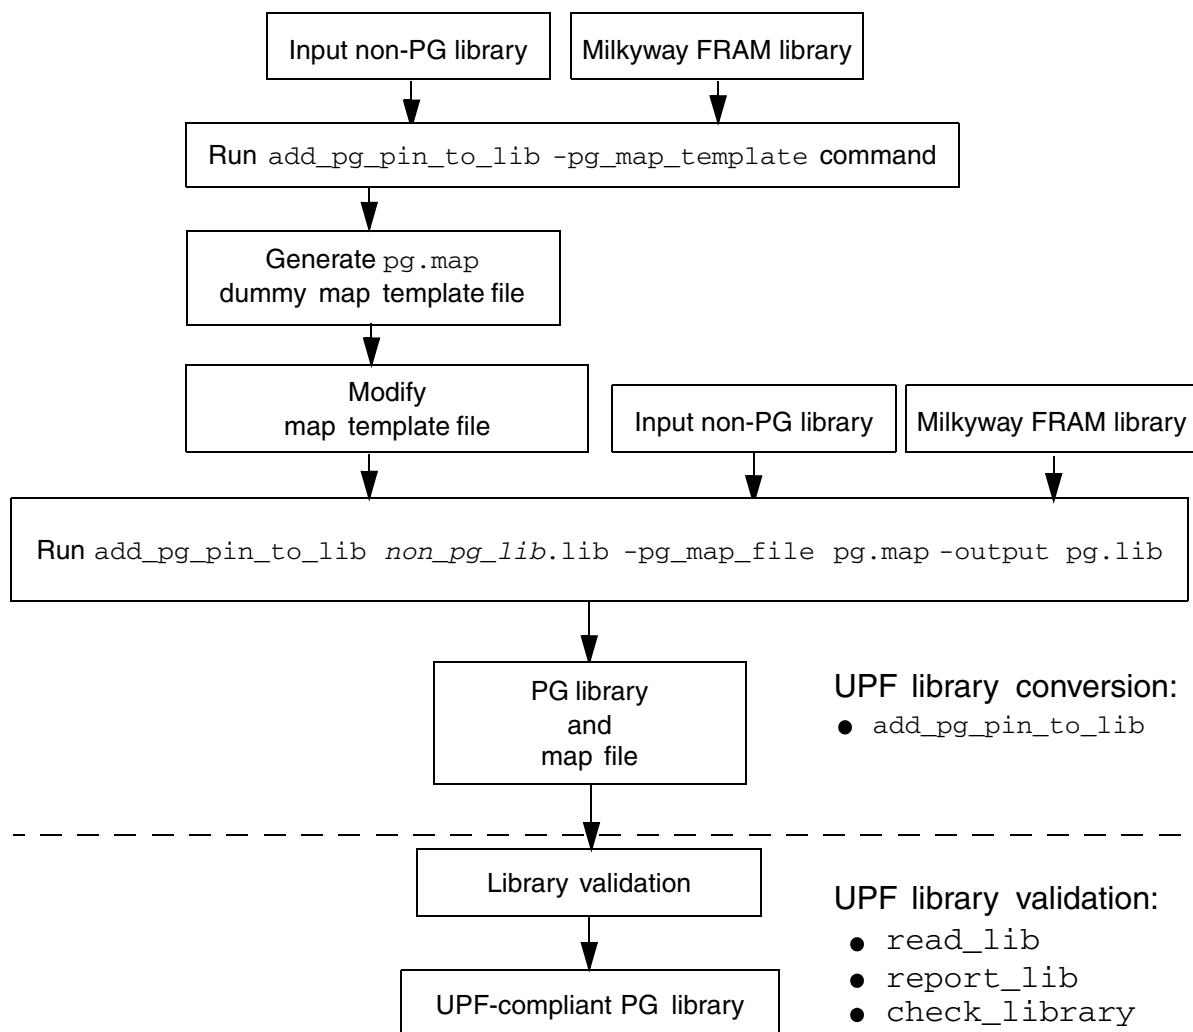 Input non-PG library
Milkyway FRAM library
Run add_pg_pin_to_lib -pg_map_template command
Generate pg.map
dummy map template file
Modify
map template file
Input non-PG library
Milkyway FRAM library
Run add_pg_pin_to_lib non_pg_lib.lib -pg_map_file pg.map -output pg.lib
PG library
and
map file
UPF library conversion:
● add_pg_pin_to_lib
Library validation
UPF-compliant PG library
UPF library validation:
● read_lib
● report_lib
● check_library